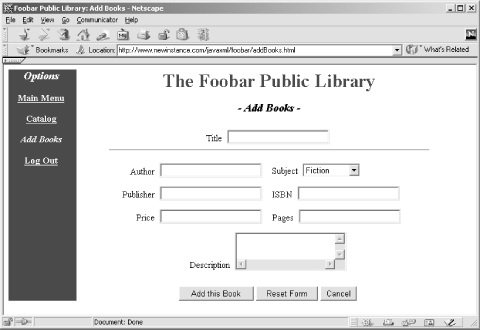 Foobar Public Library: Add Books - Netscape
File Edit View Go Communicator Help
Bookmarks Location: http://www.newinstance.com/javaxml/foobar/addBooks.html What's Related
Options
Main Menu
Catalog
Add Books
Log Out
The Foobar Public Library
- Add Books -
Title
Author Subject Fiction
Publisher ISBN
Price Pages
Description
Add this Book Reset Form Cancel
Document: Done